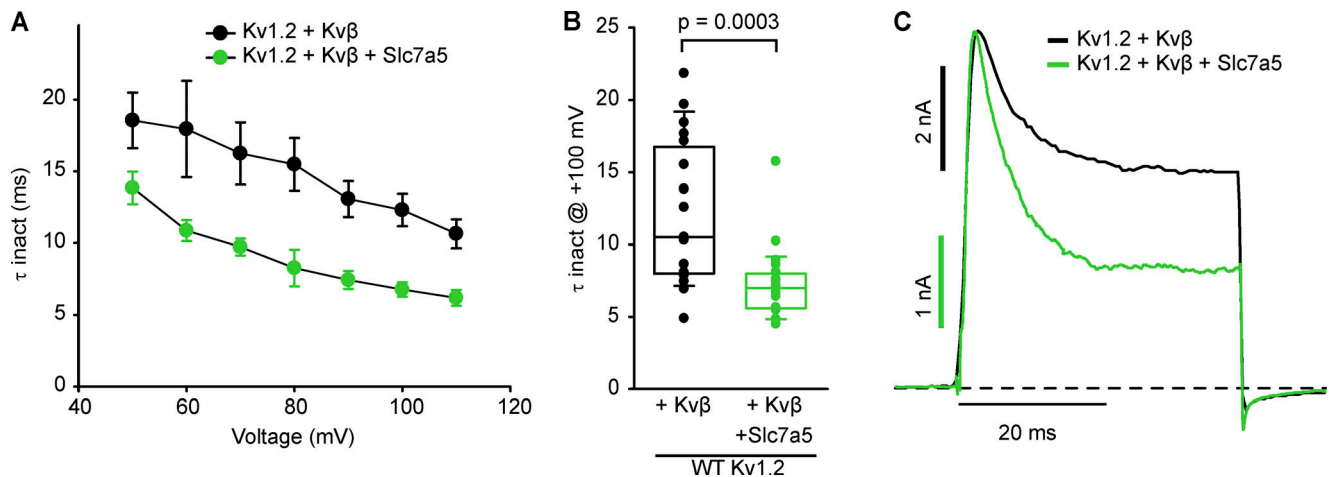 A
Kv1.2 + Kvβ
Kv1.2 + Kvβ + Slc7a5
τ inact (ms)
20
15
10
5
0
40
60
80
100
120
Voltage (mV)
B
p = 0.0003
τ inact @ +100 mV
25
20
15
10
5
0
+ Kvβ
+ Kvβ
+Slc7a5
WT Kv1.2
C
Kv1.2 + Kvβ
Kv1.2 + Kvβ + Slc7a5
2 nA
1 nA
20 ms